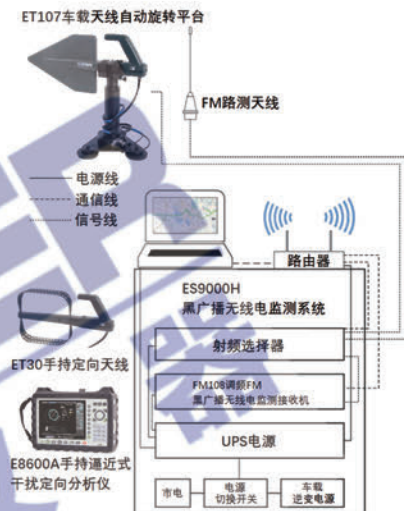 ET107车载天线自动旋转平台
FM路测天线
电源线
通信线
信号线
路由器
ES9000H
黑广播无线电监测系统
射频选择器
ET30手持定向天线
FM108调频FM
黑广播无线电监测接收机
UPS电源
E8600A手持逼近式
干扰定向分析仪
市电
电源
切换开关
车载
逆变电源